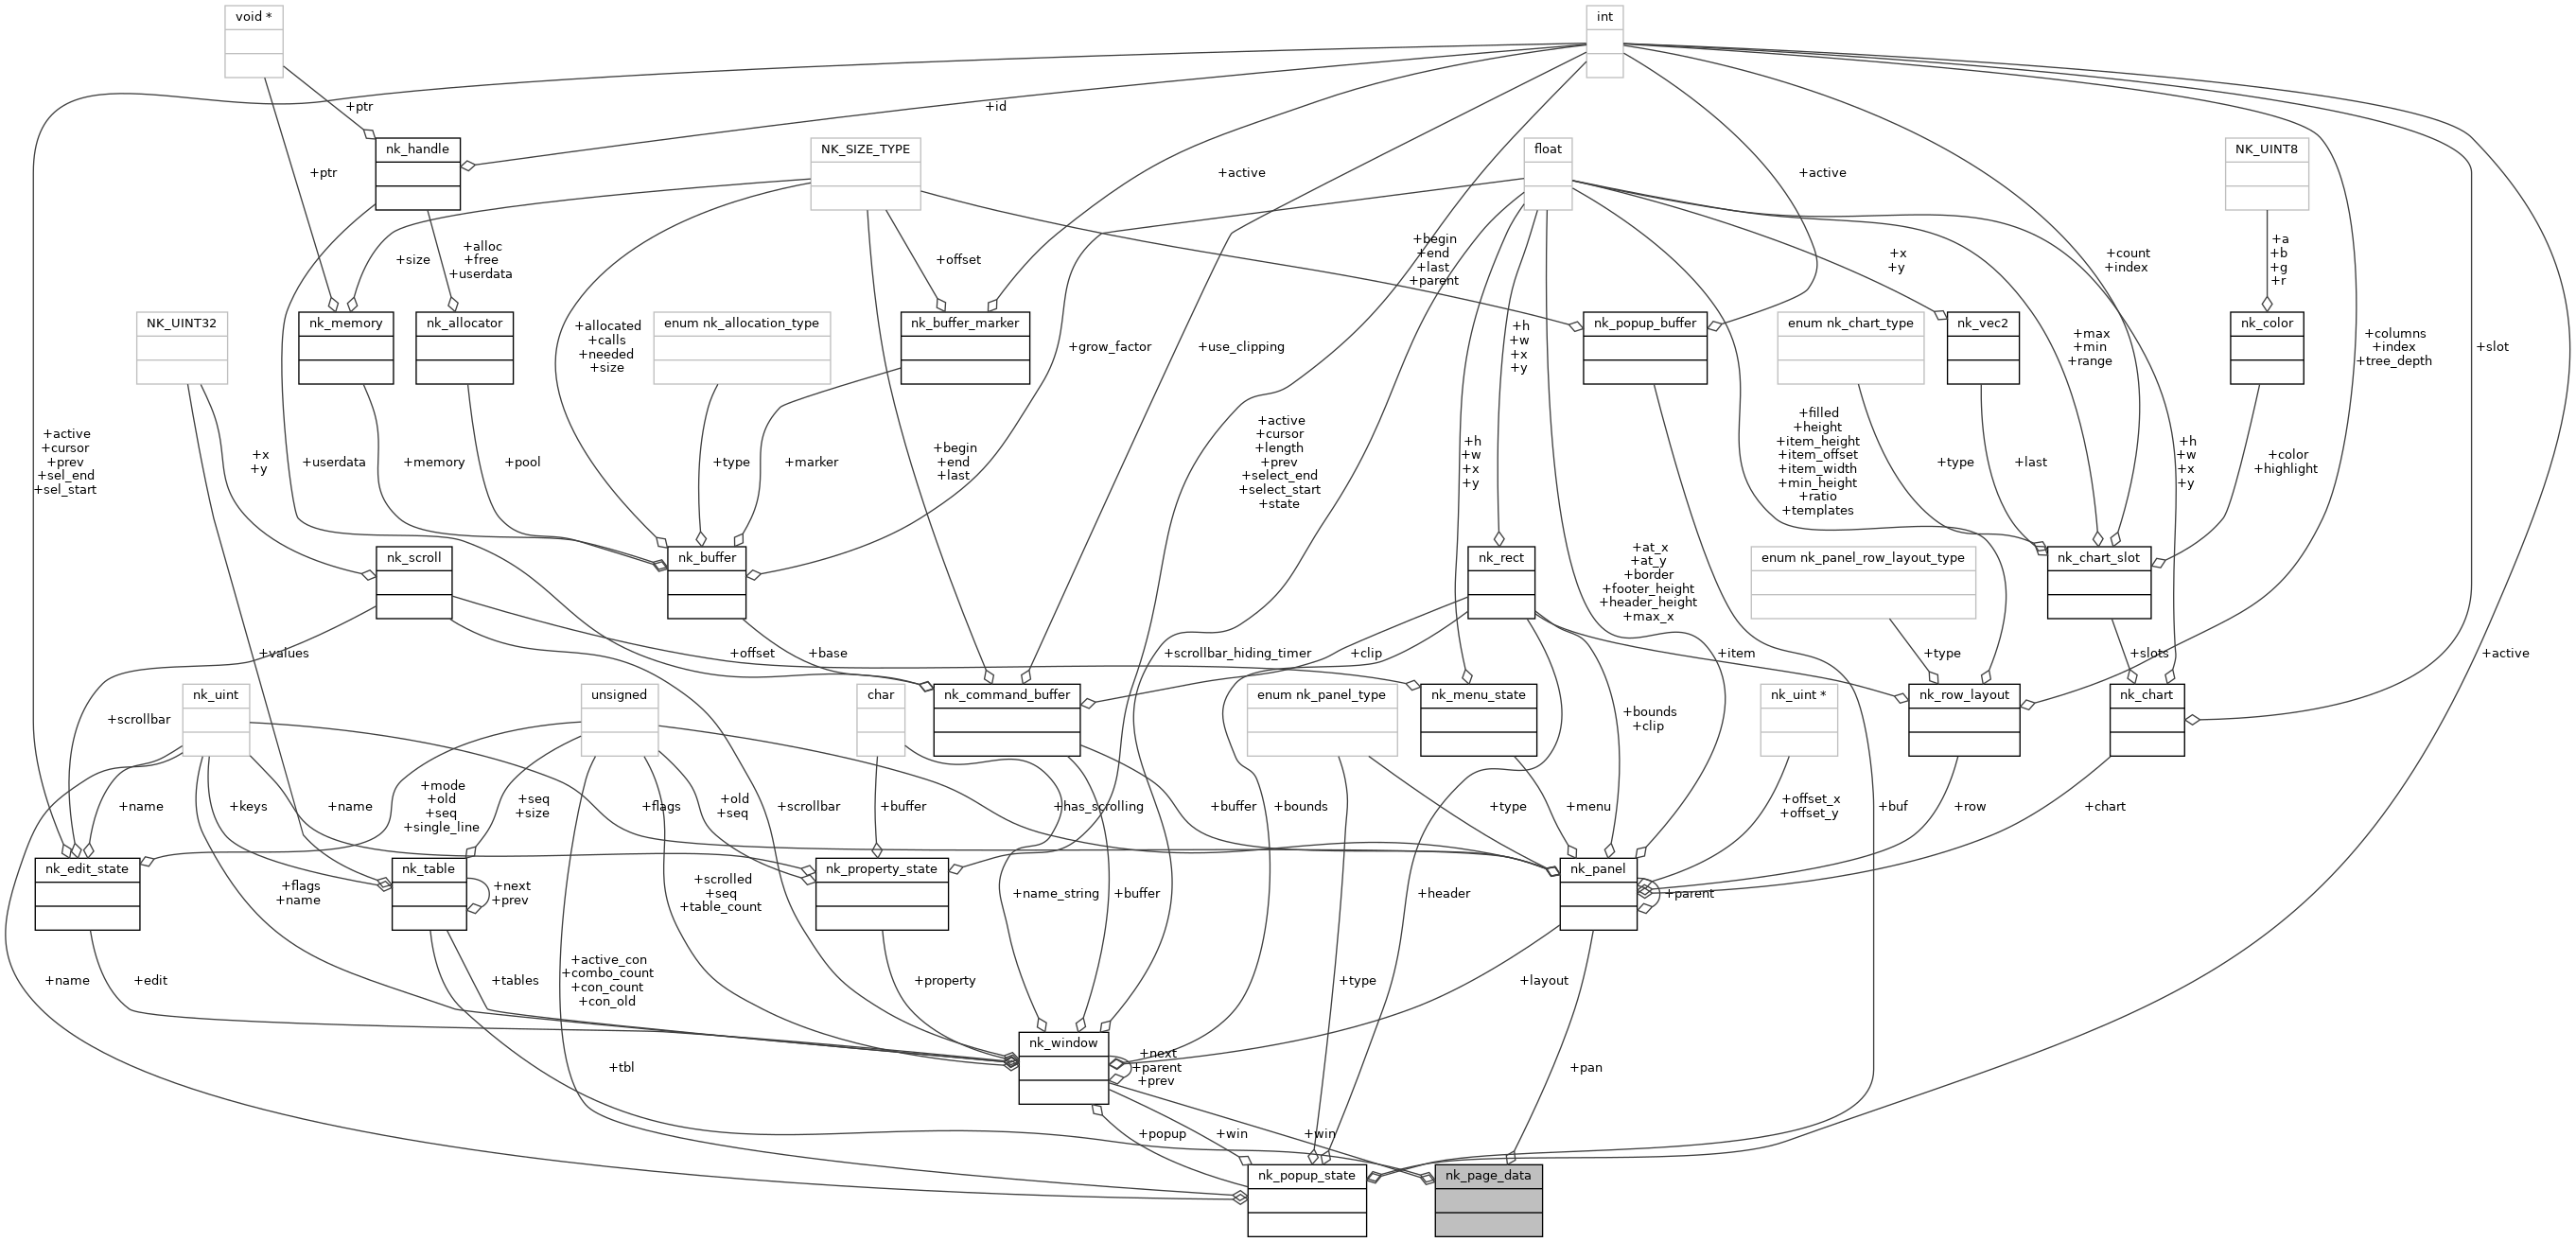 void *
int
+ptr
+id
nk_handle
NK_SIZE_TYPE
float
NK_UINT8
+ptr
+active
+active
+alloc
+free
+userdata
+size
+offset
+begin
+end
+last
+parent
+x
+y
+count
+index
+a
+b
+g
+r
NK_UINT32
nk_memory
nk_allocator
+allocated
+calls
+needed
+size
enum nk_allocation_type
nk_buffer_marker
+grow_factor
+use_clipping
+h
+w
+x
+y
nk_popup_buffer
enum nk_chart_type
nk_vec2
+max
+min
+range
nk_color
+columns
+index
+tree_depth
+slot
+active
+cursor
+prev
+sel_end
+sel_start
+x
+y
+userdata
+memory
+pool
+type
+marker
+begin
+end
+last
+active
+cursor
+length
+prev
+select_end
+select_start
+state
+h
+w
+x
+y
+filled
+height
+item_height
+item_offset
+item_width
+min_height
+ratio
+templates
+type
+last
+h
+w
+x
+y
+color
+highlight
nk_scroll
nk_buffer
nk_rect
+at_x
+at_y
+border
+footer_height
+header_height
+max_x
enum nk_panel_row_layout_type
nk_chart_slot
+values
+offset
+base
+scrollbar_hiding_timer
+clip
+item
+type
+slots
+active
+scrollbar
nk_uint
unsigned
char
nk_command_buffer
enum nk_panel_type
nk_menu_state
+bounds
+clip
nk_uint *
nk_row_layout
nk_chart
+name
+keys
+name
+mode
+old
+seq
+single_line
+seq
+size
+flags
+old
+seq
+scrollbar
+buffer
+has_scrolling
+buffer
+bounds
+type
+menu
+offset_x
+offset_y
+buf
+row
+chart
nk_edit_state
+flags
+name
nk_table
+next
+prev
+scrolled
+seq
+table_count
nk_property_state
+name_string
+buffer
+header
nk_panel
+parent
+name
+edit
+tables
+active_con
+combo_count
+con_count
+con_old
+property
+type
+layout
+tbl
nk_window
+next
+parent
+prev
+pan
+popup
+win
+win
nk_popup_state
nk_page_data